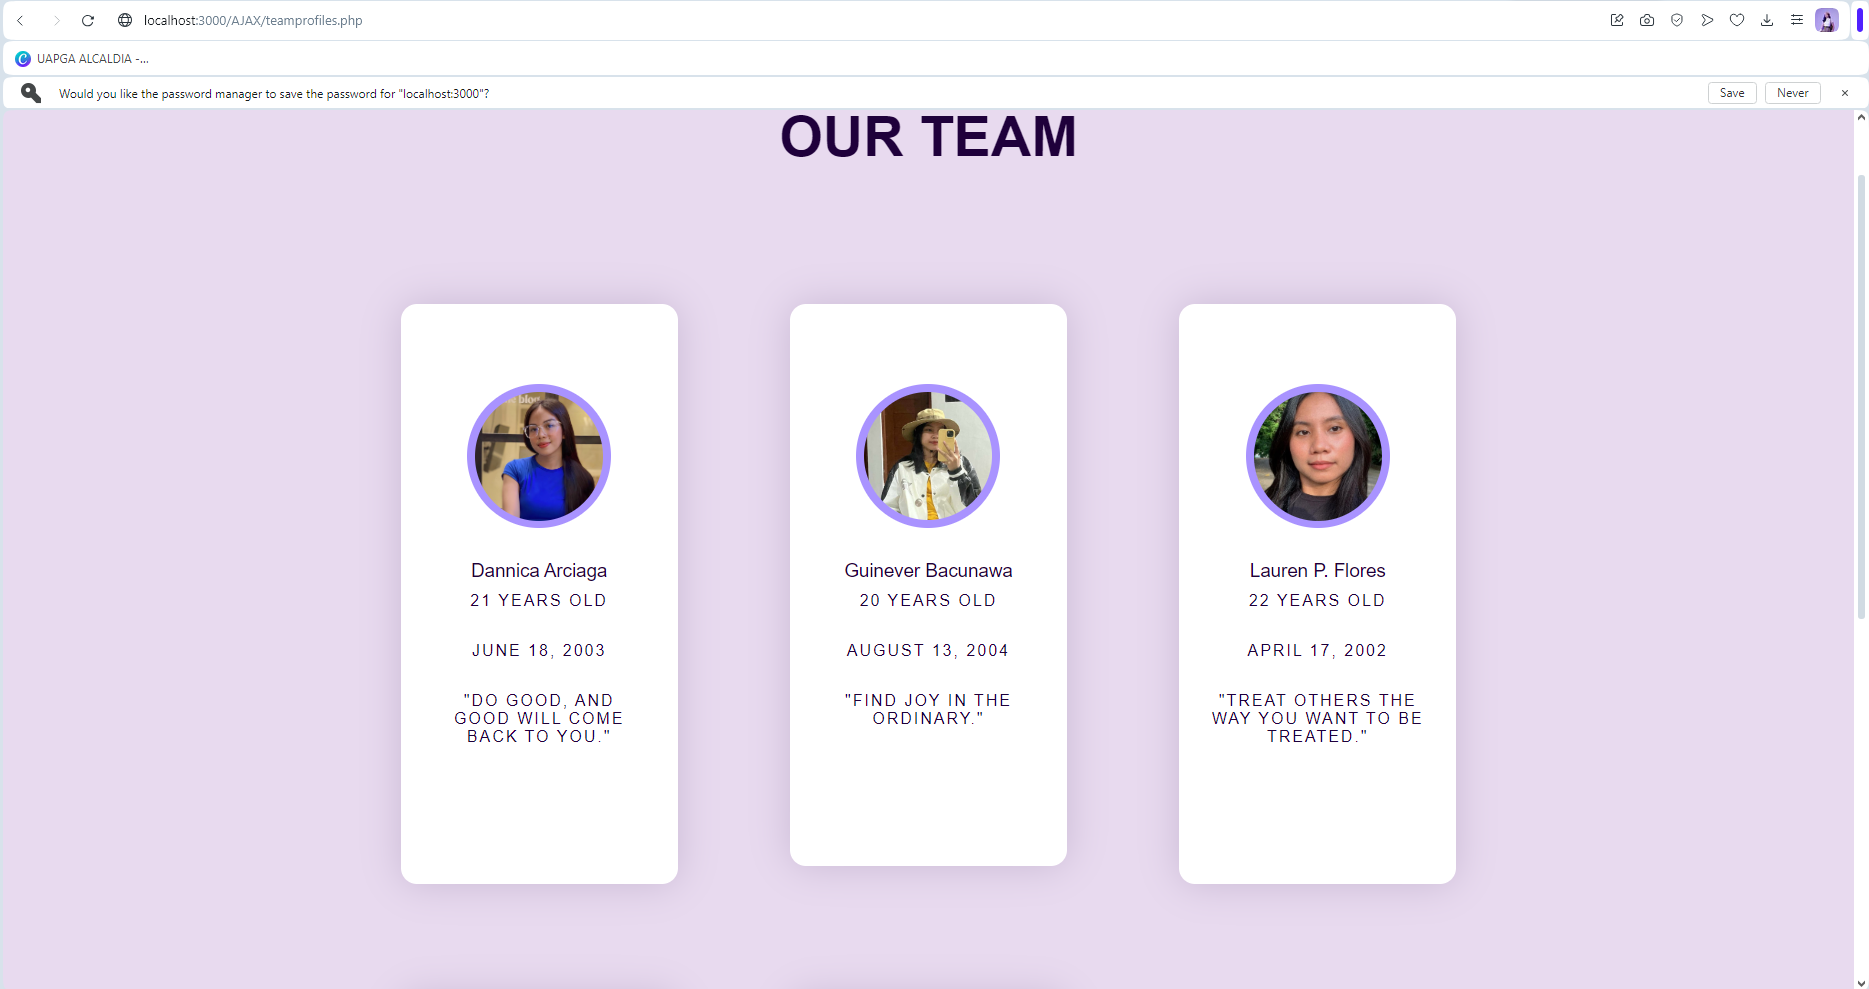 localhost:3000/AJAX/teamprofiles.php
UAPGA ALCALDIA -...
Would you like the password manager to save the password for "localhost:3000"?
Save
Never
OUR TEAM
blog
Dannica Arciaga
21 YEARS OLD
JUNE 18, 2003
"DO GOOD, AND
GOOD WILL COME
BACK TO YOU."
Guinever Bacunawa
20 YEARS OLD
AUGUST 13, 2004
"FIND JOY IN THE
ORDINARY."
Lauren P. Flores
22 YEARS OLD
APRIL 17, 2002
"TREAT OTHERS THE
WAY YOU WANT TO BE
TREATED."